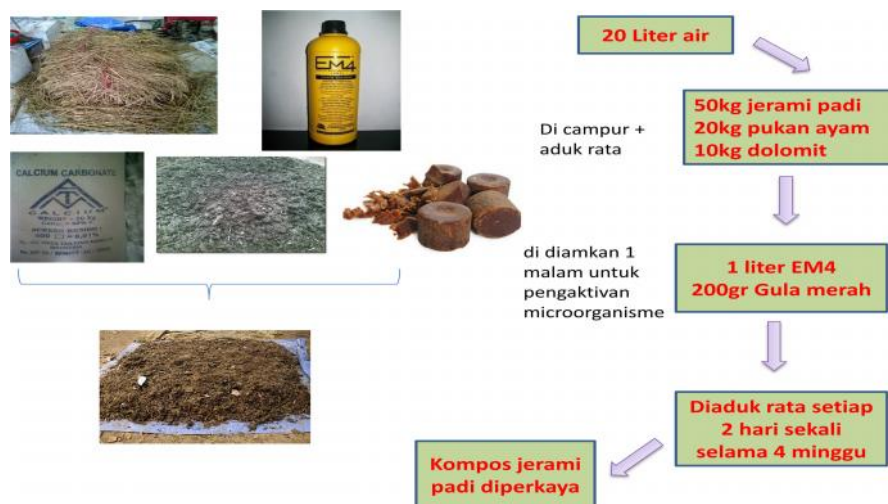 20 Liter air
Di campur +
aduk rata
50kg jerami padi
20kg pukan ayam
10kg dolomit
di diamkan 1
malam untuk
pengaktivan
microorganisme
1 liter EM4
200gr Gula merah
Diaduk rata setiap
2 hari sekali
selama 4 minggu
Kompos jerami
padi diperkaya
EM4
CALCIUM CARBONATE
CALCIUM